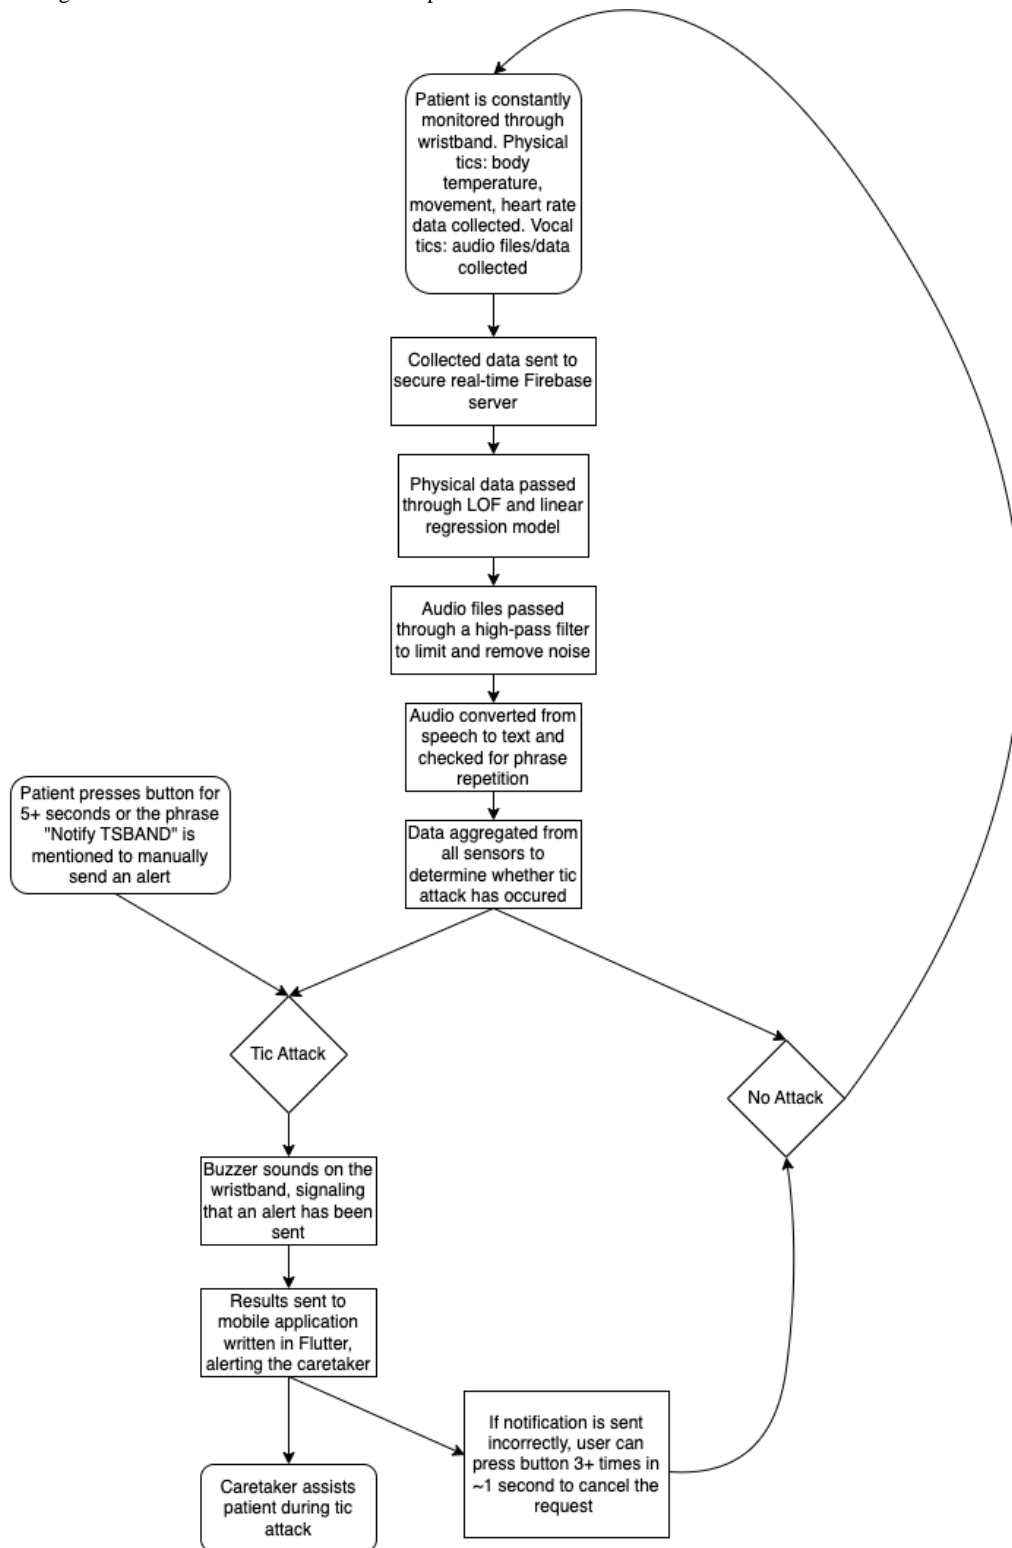 Patient is constantly
monitored through
wristband. Physical
tics: body
temperature,
movement, heart rate
data collected. Vocal
tics: audio files/data
collected
Collected data sent to
secure real-time Firebase
server
Physical data passed
through LOF and linear
regression model
Audio files passed
through a high-pass filter
to limit and remove noise
Audio converted from
speech to text and
checked for phrase
repetition
Patient presses button for
5+ seconds or the phrase
"Notify TSBAND" is
mentioned to manually
send an alert
Data aggregated from
all sensors to
determine whether tic
attack has occured
Tic Attack
No Attack
Buzzer sounds on the
wristband, signaling
that an alert has been
sent
Results sent to
mobile application
written in Flutter,
alerting the caretaker
If notification is sent
incorrectly, user can
press button 3+ times in
~1 second to cancel the
request
Caretaker assists
patient during tic
attack